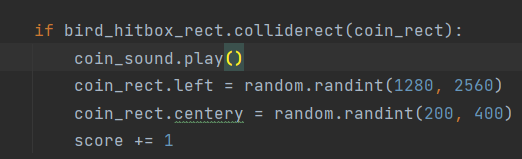 if bird_hitbox_rect.colliderect(coin_rect):
coin_sound.play()
coin_rect.left = random.randint(1280, 2560)
coin_rect.centery = random.randint(200, 400)
score += 1